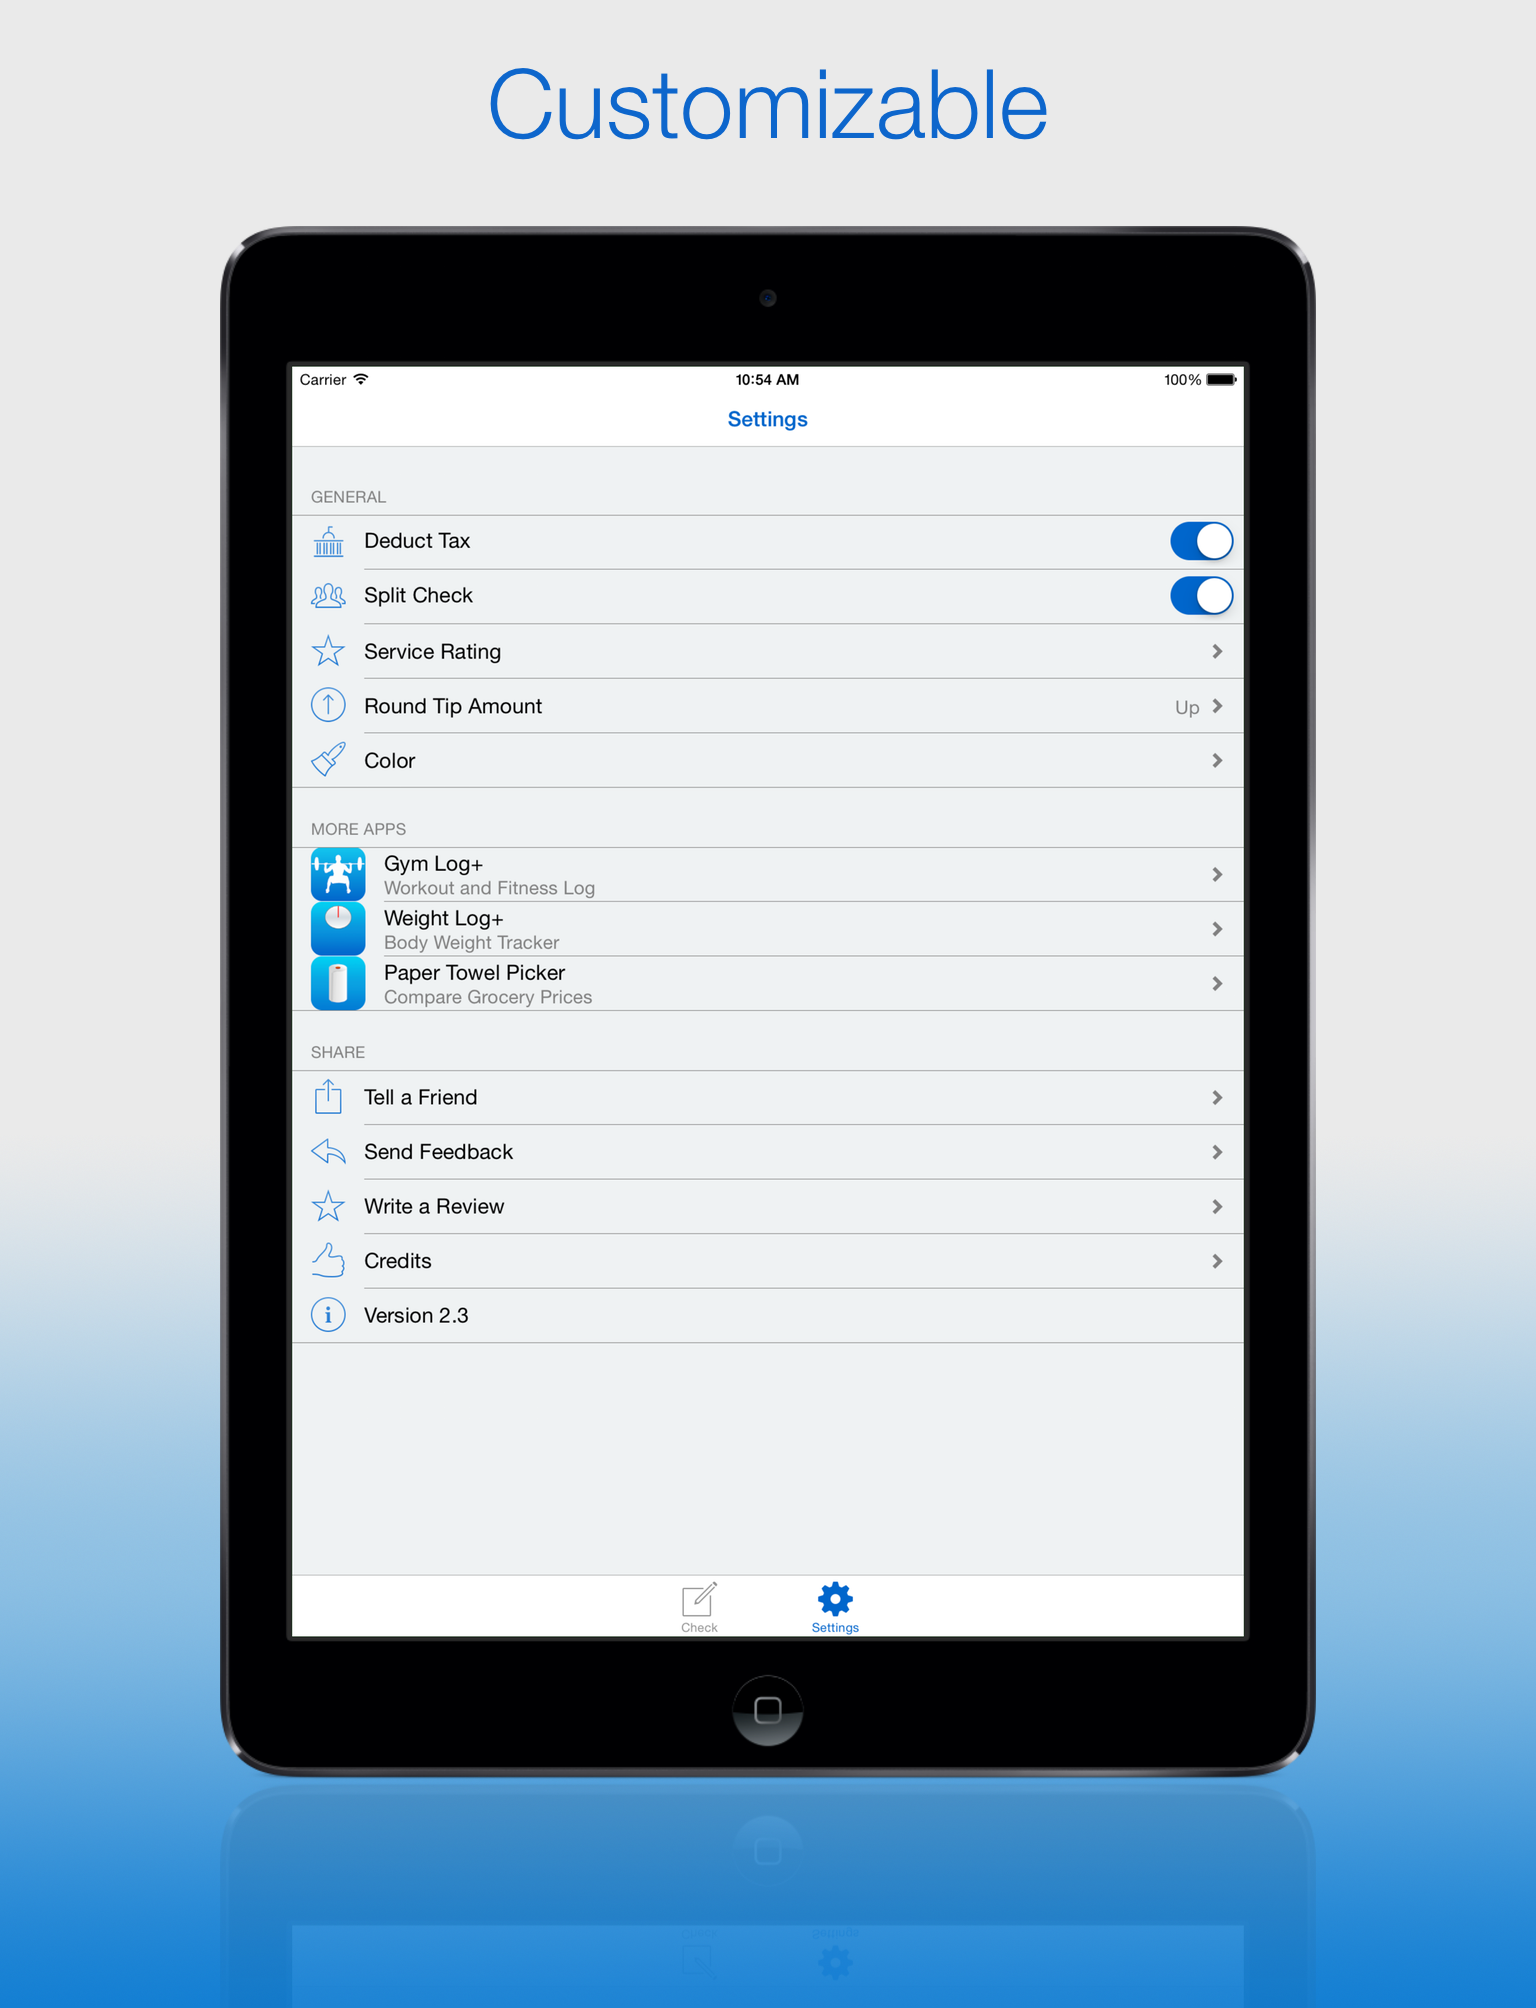 Customizable
Carrier
10:54 AM
100%
Settings
GENERAL
Deduct Tax
Split Check
Service Rating
Round Tip Amount
Up
Color
MORE APPS
Gym Log+
Workout and Fitness Log
Weight Log+
Body Weight Tracker
Paper Towel Picker
Compare Grocery Prices
SHARE
Tell a Friend
Send Feedback
Write a Review
Credits
Version 2.3
Check
Settings